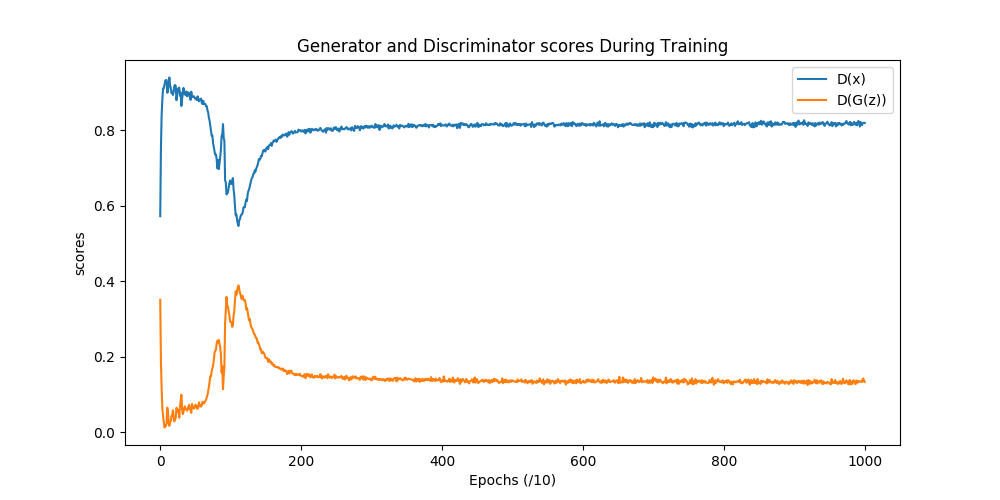 Generator and Discriminator scores During Training
D(x)
D(G(z))
scores
0.8
0.6
0.4
0.2
0.0
0 200 400 600 800 1000
Epochs (/10)